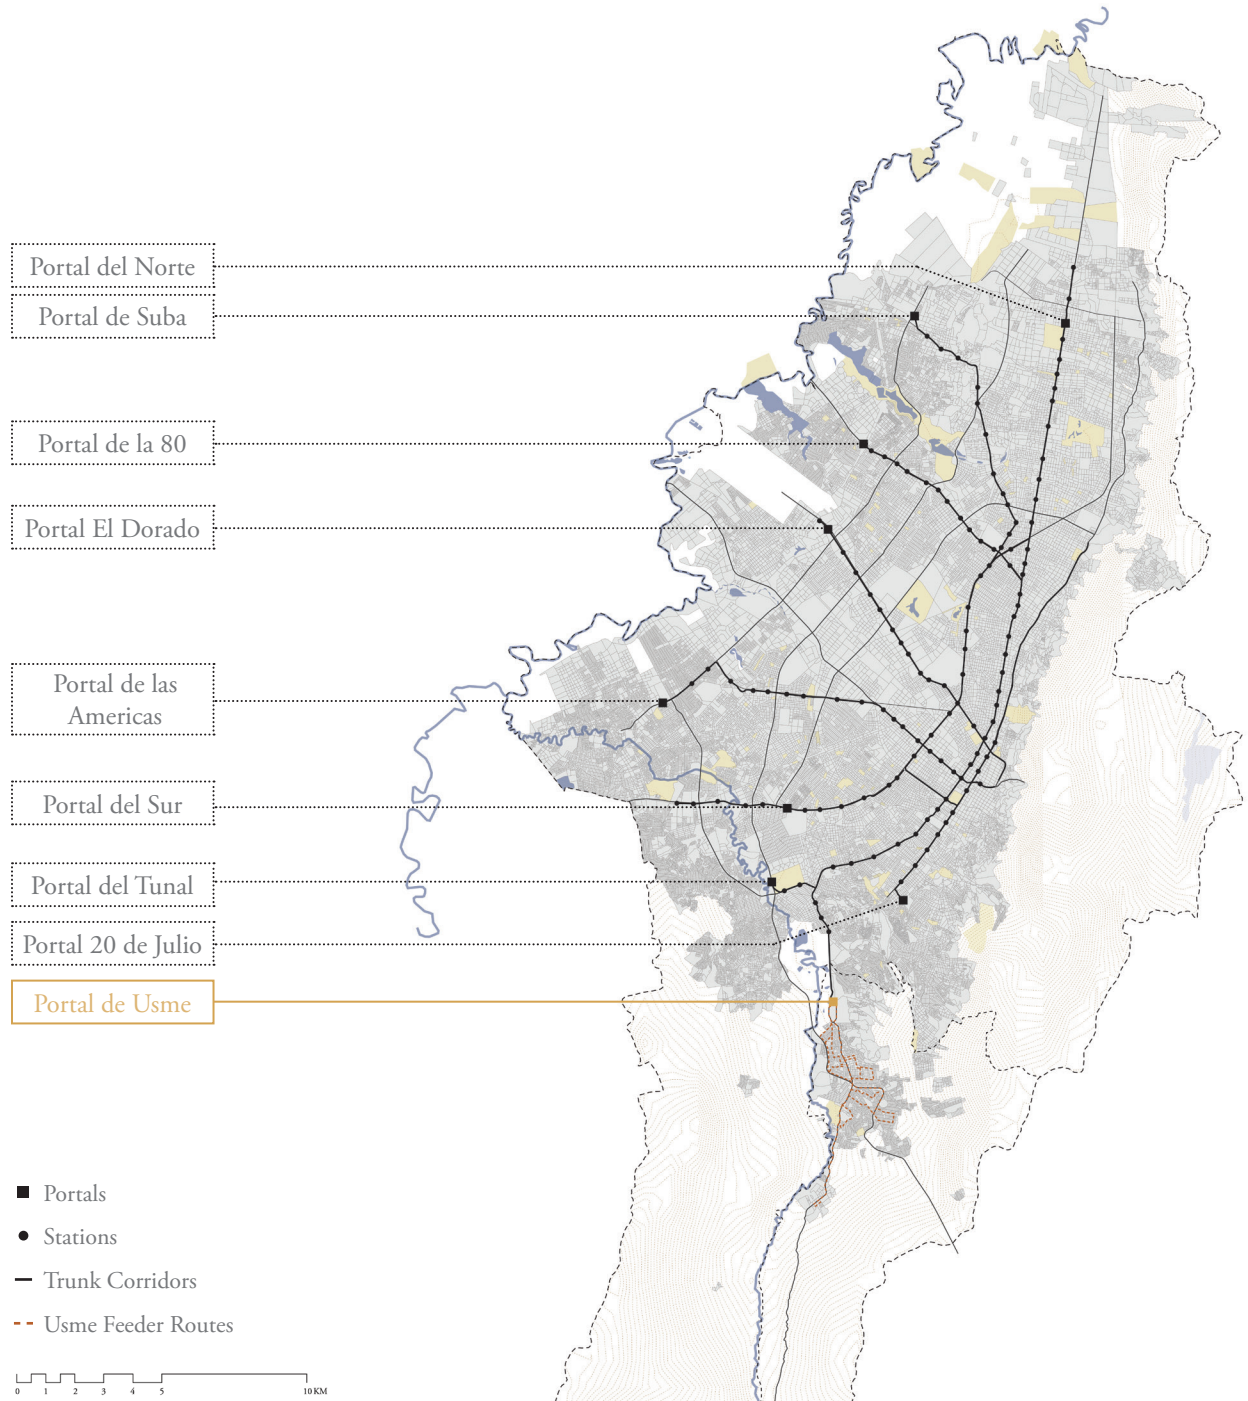 Portal del Norte
Portal de Suba
Portal de la 80
Portal El Dorado
Portal de las
Americas
Portal del Sur
Portal del Tunal
Portal 20 de Julio
Portal de Usme
Portals
Stations
Trunk Corridors
Usme Feeder Routes
0 1 2 3 4 5 10 KM